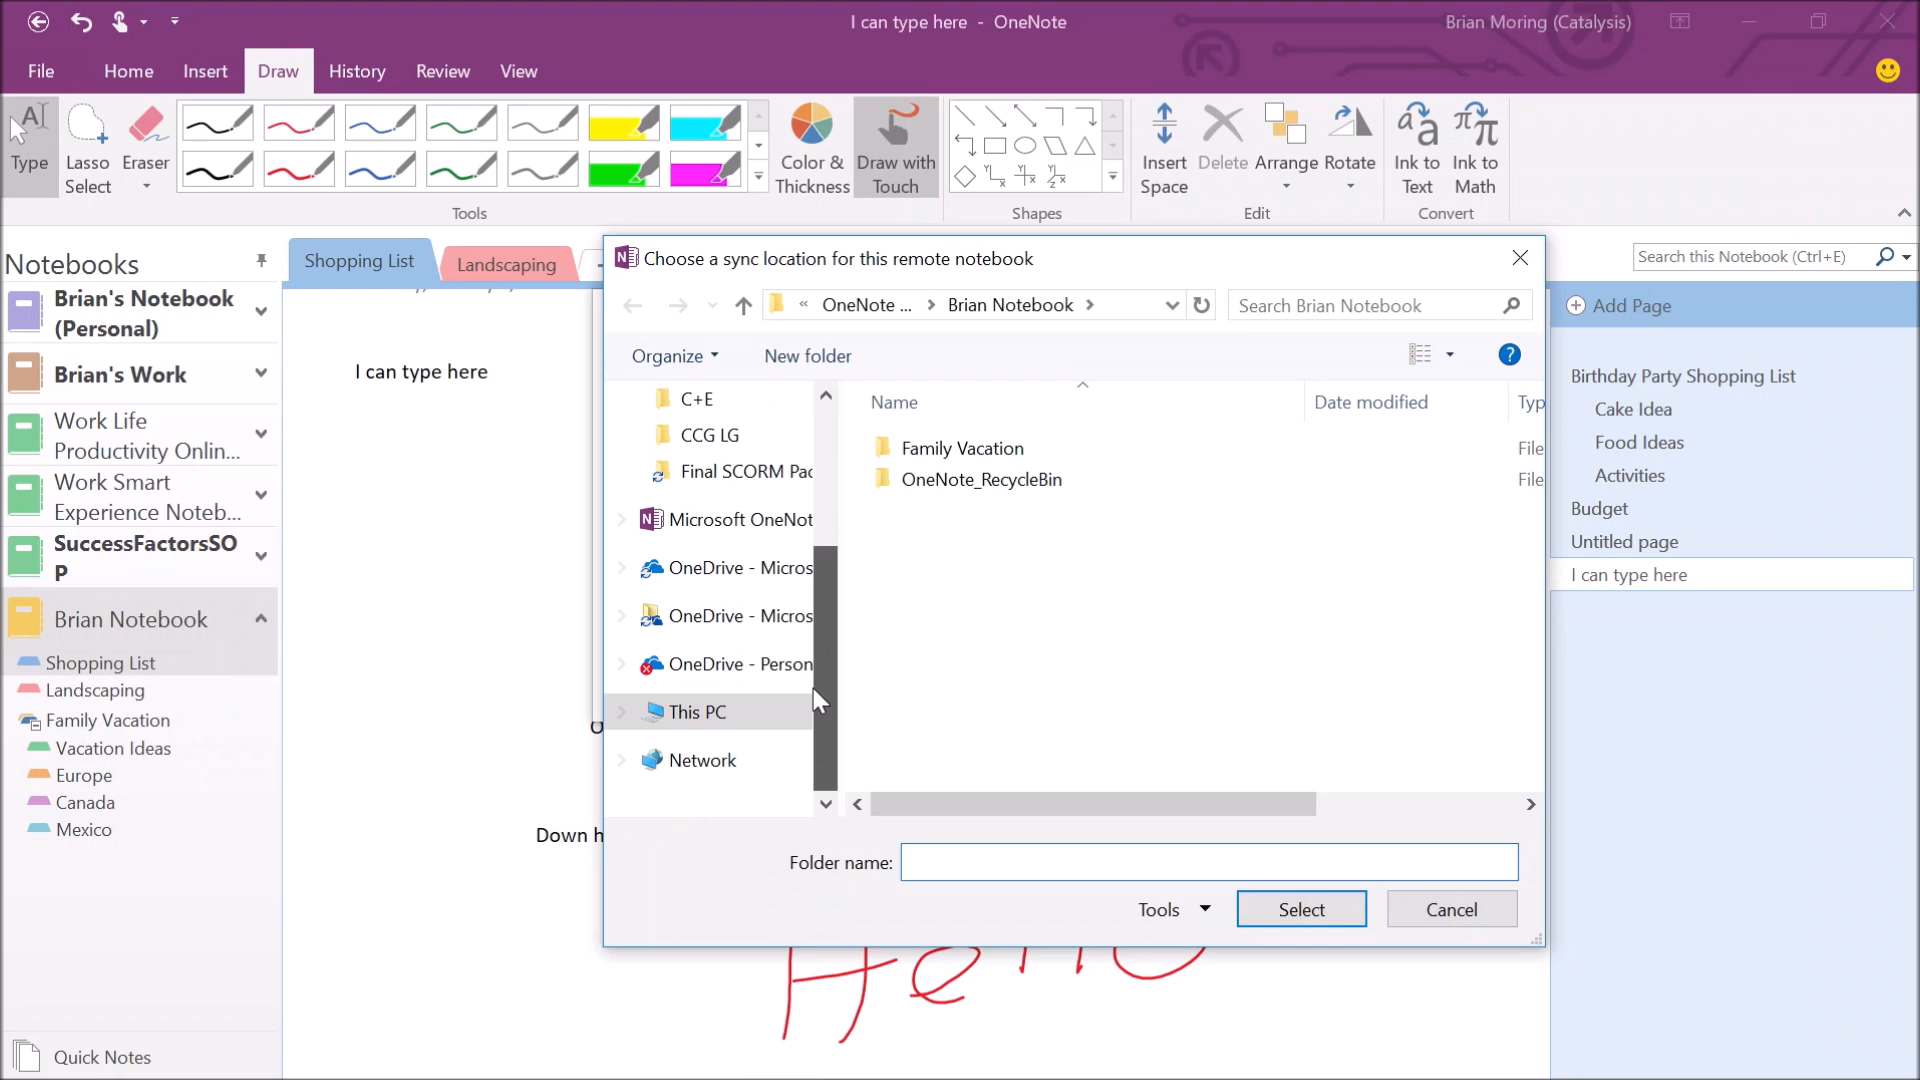 I can type here - OneNote
Brian Moring (Catalysis)
File
Home
Insert
Draw
History
Review
View
Type
Lasso
Select
Eraser
Color &
Thickness
Draw with
Touch
Insert
Space
Delete
Arrange
Rotate
Ink to
Text
Ink to
Math
Tools
Shapes
Edit
Convert
Notebooks
Brian's Notebook
(Personal)
Brian's Work
Work Life
Productivity Onlin...
Work Smart
Experience Noteb...
SuccessFactorsSO
P
Brian Notebook
Shopping List
Landscaping
Family Vacation
Vacation Ideas
Europe
Canada
Mexico
Quick Notes
Shopping List
Landscaping
I can type here
O
Down h
Hello
Choose a sync location for this remote notebook
« OneNote ... > Brian Notebook >
Search Brian Notebook
Organize
New folder
C+E
CCG LG
Final SCORM Pac
Microsoft OneNot
OneDrive - Micros
OneDrive - Micros
OneDrive - Person
This PC
Network
Name
Date modified
Typ
Family Vacation
File
OneNote_RecycleBin
File
Folder name:
Tools
Select
Cancel
Search this Notebook (Ctrl+E)
Add Page
Birthday Party Shopping List
Cake Idea
Food Ideas
Activities
Budget
Untitled page
I can type here